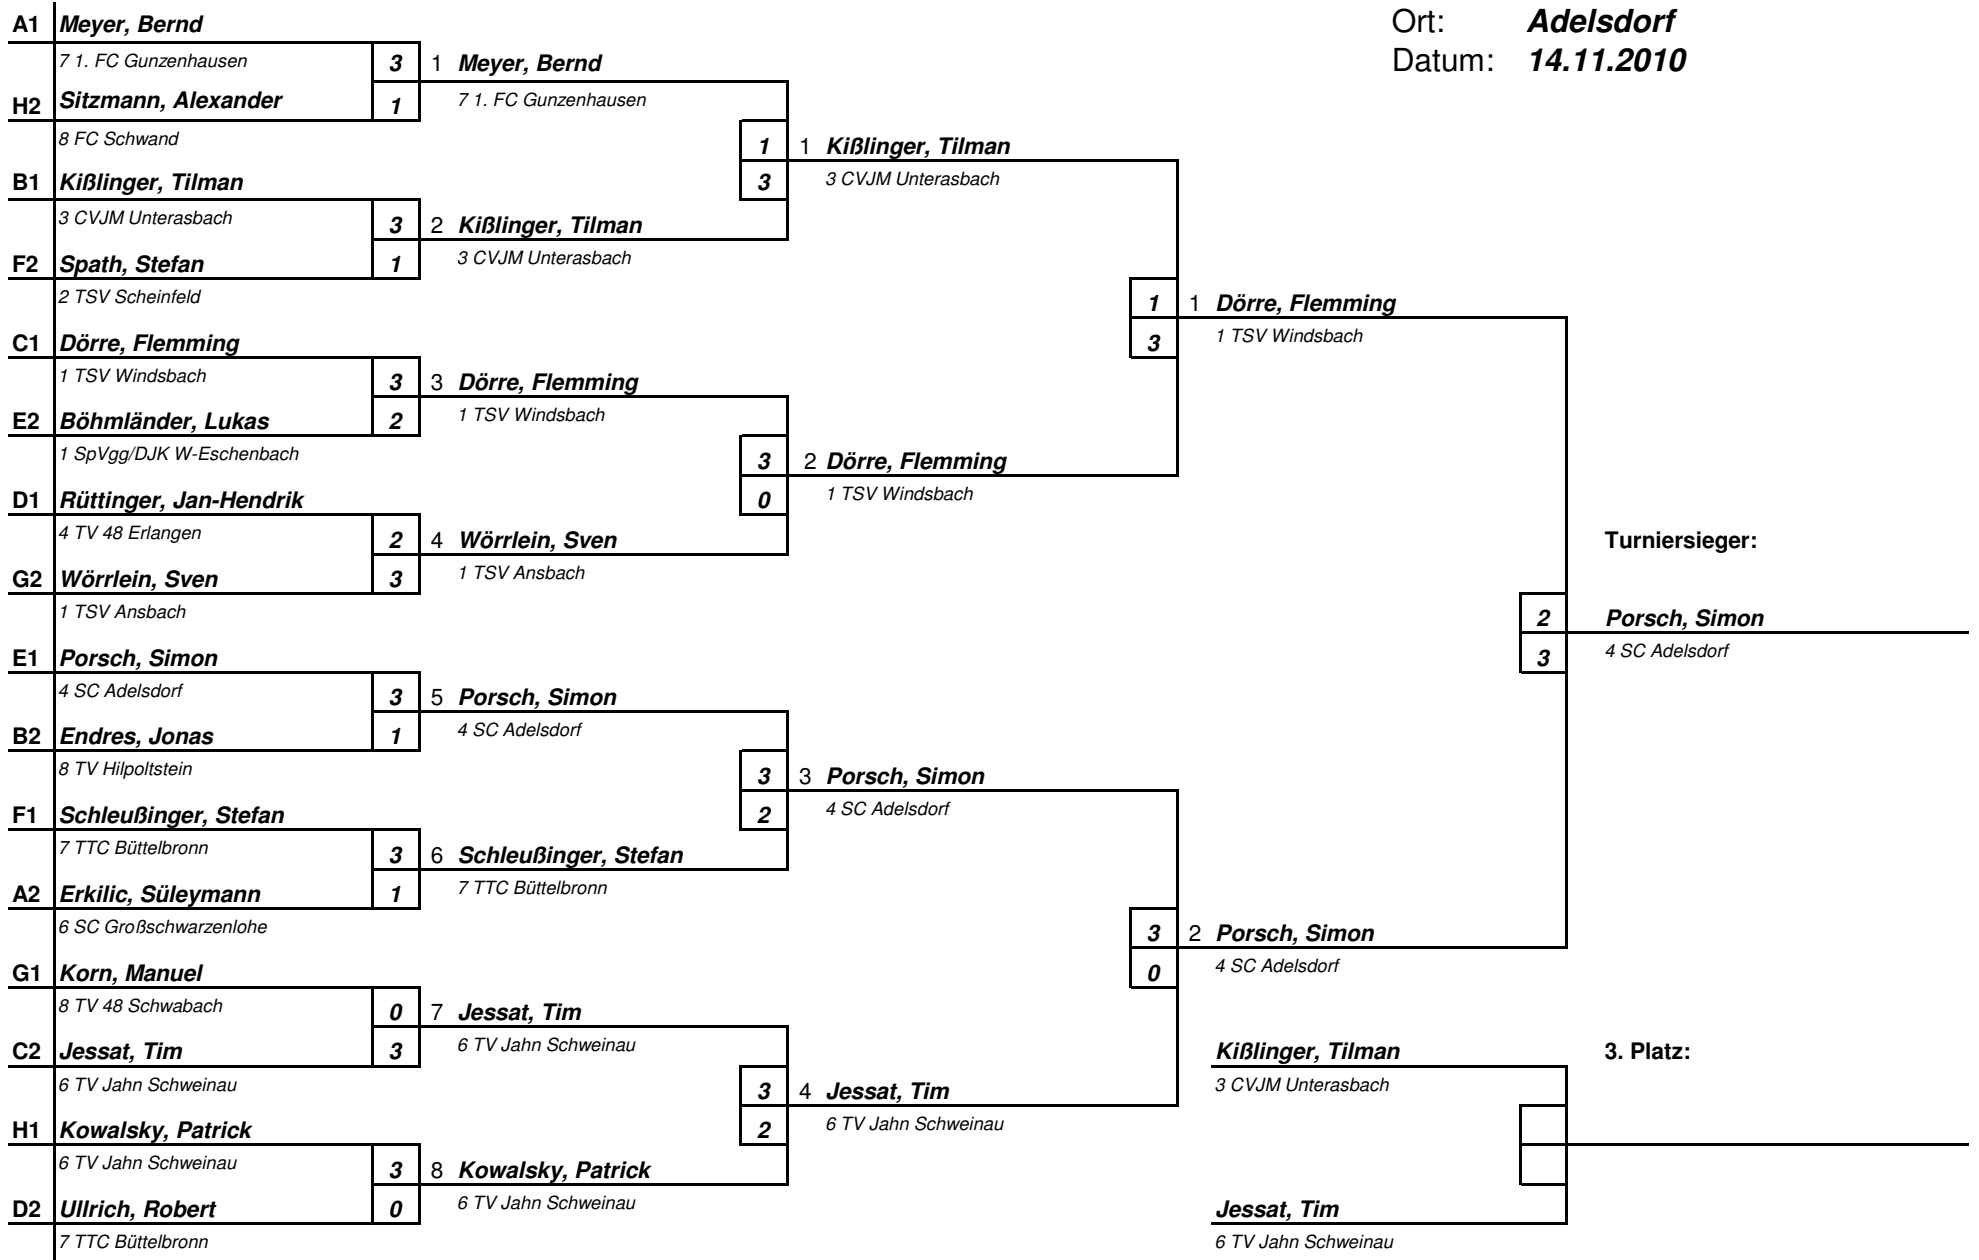 Ort: Adelsdorf
Datum: 14.11.2010
A1 Meyer, Bernd
7 1. FC Gunzenhausen 3
H2 Sitzmann, Alexander 1
8 FC Schwand
B1 Kißlinger, Tilman
3 CVJM Unterasbach 3
F2 Spath, Stefan 1
2 TSV Scheinfeld
C1 Dörre, Flemming
1 TSV Windsbach 3
E2 Böhmländer, Lukas 2
1 SpVgg/DJK W-Eschenbach
D1 Rüttinger, Jan-Hendrik
4 TV 48 Erlangen 2
G2 Wörrlein, Sven 3
1 TSV Ansbach
E1 Porsch, Simon
4 SC Adelsdorf 3
B2 Endres, Jonas 1
8 TV Hilpoltstein
F1 Schleußinger, Stefan
7 TTC Büttelbronn 3
A2 Erkilic, Süleymann 1
6 SC Großschwarzenlohe
G1 Korn, Manuel
8 TV 48 Schwabach 0
C2 Jessat, Tim 3
6 TV Jahn Schweinau
H1 Kowalsky, Patrick
6 TV Jahn Schweinau 3
D2 Ullrich, Robert 0
7 TTC Büttelbronn
1 Meyer, Bernd
7 1. FC Gunzenhausen
1
3
2 Kißlinger, Tilman
3 CVJM Unterasbach
3 Dörre, Flemming
1 TSV Windsbach
3
0
4 Wörrlein, Sven
1 TSV Ansbach
5 Porsch, Simon
4 SC Adelsdorf
3
2
6 Schleußinger, Stefan
7 TTC Büttelbronn
7 Jessat, Tim
6 TV Jahn Schweinau
3
2
8 Kowalsky, Patrick
6 TV Jahn Schweinau
1 Kißlinger, Tilman
3 CVJM Unterasbach
1
3
2 Dörre, Flemming
1 TSV Windsbach
3 Porsch, Simon
4 SC Adelsdorf
3
0
4 Jessat, Tim
6 TV Jahn Schweinau
1 Dörre, Flemming
1 TSV Windsbach
2
3
2 Porsch, Simon
4 SC Adelsdorf
Turniersieger:
Porsch, Simon
4 SC Adelsdorf
Kißlinger, Tilman
3 CVJM Unterasbach
3. Platz:
Jessat, Tim
6 TV Jahn Schweinau